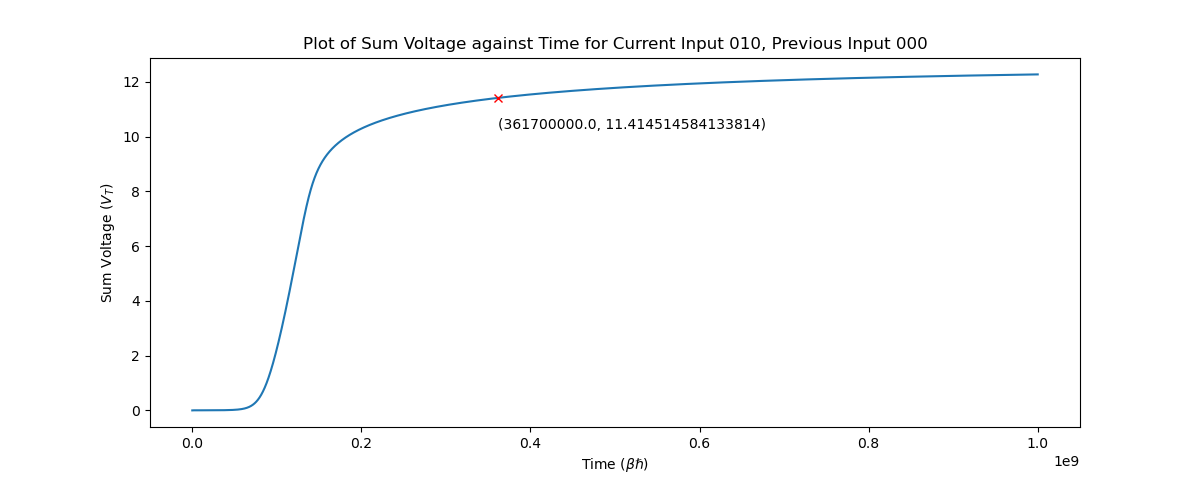 Plot of Sum Voltage against Time for Current Input 010, Previous Input 000
12
10
8
6
4
2
0
Sum Voltage (V_T)
(361700000.0, 11.414514584133814)
0.0 0.2 0.4 0.6 0.8 1.0
1e9
Time (βℏ)